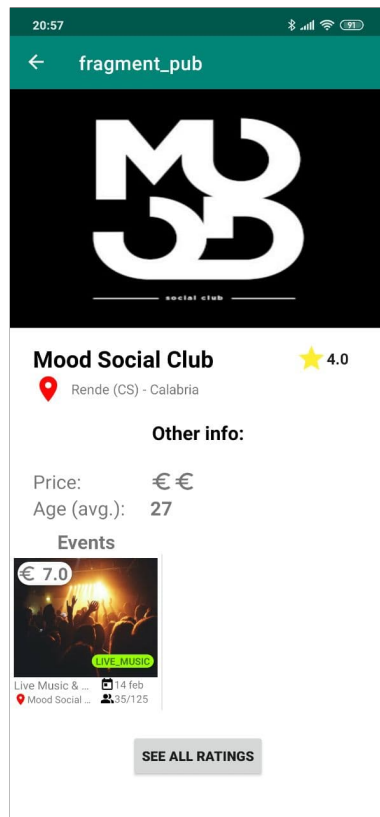 20:57 91
fragment_pub
MOOD
social club
Mood Social Club 4.0
Rende (CS) - Calabria
Other info:
Price: €€
Age (avg.): 27
Events
€ 7.0
LIVE_MUSIC
Live Music & ... 14 feb
Mood Social ... 35/125
SEE ALL RATINGS